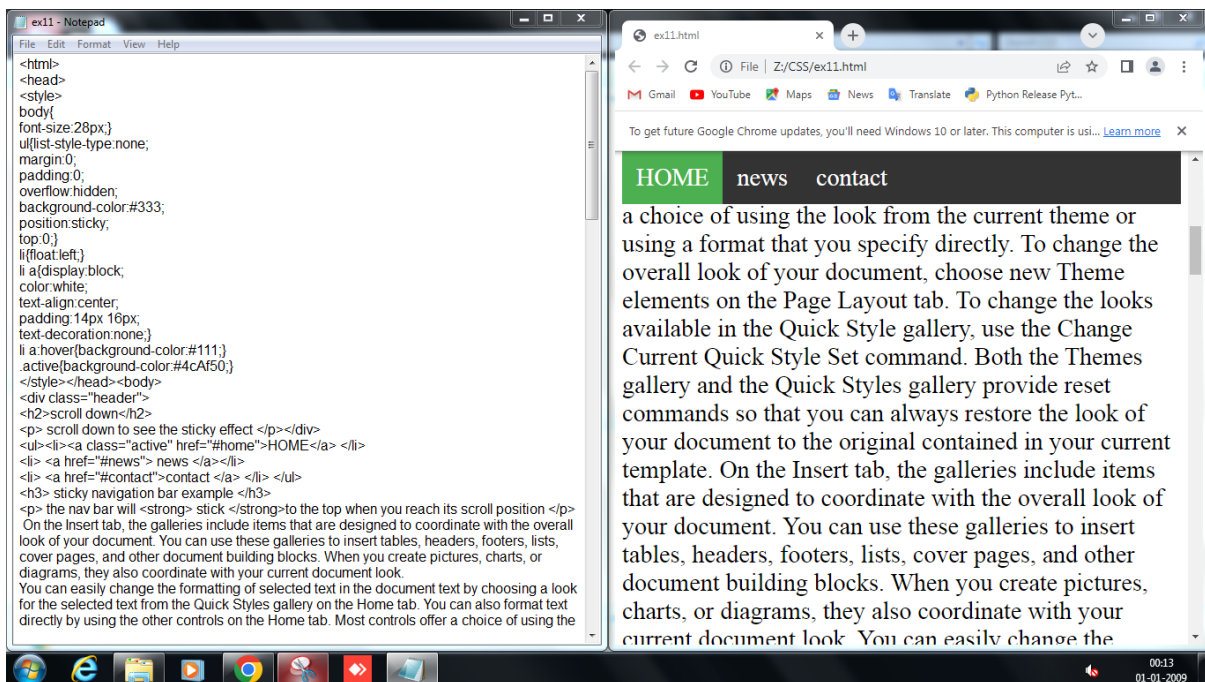 ex11 - Notepad
File Edit Format View Help
<html>
<head>
<style>
body{
font-size:28px;}
ul{list-style-type:none;
margin:0;
padding:0;
overflow:hidden;
background-color:#333;
position:sticky;
top:0;}
li{float:left;}
li a{display:block;
color:white;
text-align:center;
padding:14px 16px;
text-decoration:none;}
li a:hover{background-color:#111;}
.active{background-color:#4cAf50;}
</style></head><body>
<div class="header">
<h2>scroll down</h2>
<p> scroll down to see the sticky effect </p></div>
<ul><li><a class="active" href="#home">HOME</a> </li>
<li> <a href="#news"> news </a></li>
<li> <a href="#contact">contact </a> </li> </ul>
<h3> sticky navigation bar example </h3>
<p> the nav bar will <strong> stick </strong>to the top when you reach its scroll position </p>
On the Insert tab, the galleries include items that are designed to coordinate with the overall
look of your document. You can use these galleries to insert tables, headers, footers, lists,
cover pages, and other document building blocks. When you create pictures, charts, or
diagrams, they also coordinate with your current document look.
You can easily change the formatting of selected text in the document text by choosing a look
for the selected text from the Quick Styles gallery on the Home tab. You can also format text
directly by using the other controls on the Home tab. Most controls offer a choice of using the
ex11.html
File | Z:/CSS/ex11.html
Gmail YouTube Maps News Translate Python Release Pyt...
To get future Google Chrome updates, you'll need Windows 10 or later. This computer is usi... Learn more
HOME news contact
a choice of using the look from the current theme or
using a format that you specify directly. To change the
overall look of your document, choose new Theme
elements on the Page Layout tab. To change the looks
available in the Quick Style gallery, use the Change
Current Quick Style Set command. Both the Themes
gallery and the Quick Styles gallery provide reset
commands so that you can always restore the look of
your document to the original contained in your current
template. On the Insert tab, the galleries include items
that are designed to coordinate with the overall look of
your document. You can use these galleries to insert
tables, headers, footers, lists, cover pages, and other
document building blocks. When you create pictures,
charts, or diagrams, they also coordinate with your
current document look. You can easily change the
00:13
01-01-2009